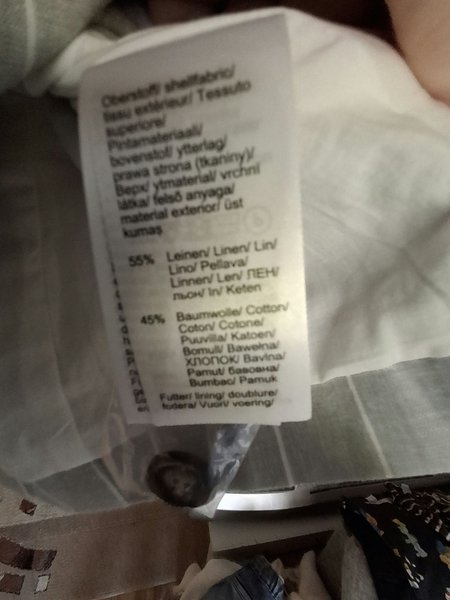 Oberstoff/ shellfabric/
tissu extérieur/ Tessuto
superiore/
Pintamateriaali/
bovenstof/ ytterlag/
prawa strona (tkaniny)/
Верх/ ytmaterial/ vrchní
látka/ felső anyaga/
material exterior/ üst
kumaş
55% Leinen/ Linen/ Lin/
Lino/ Pellava/
Linnen/ Len/ ЛЕН/
льон/ In/ Keten
45% Baumwolle/ Cotton/
Coton/ Cotone/
Puuvilla/ Katoen/
Bomull/ Bawełna/
ХЛОПОК/ Bavlna/
Pamut/ бавовна/
Bumbac/ Pamuk
Futter/ lining/ doublure/
fodera/ Vuori/ voering/